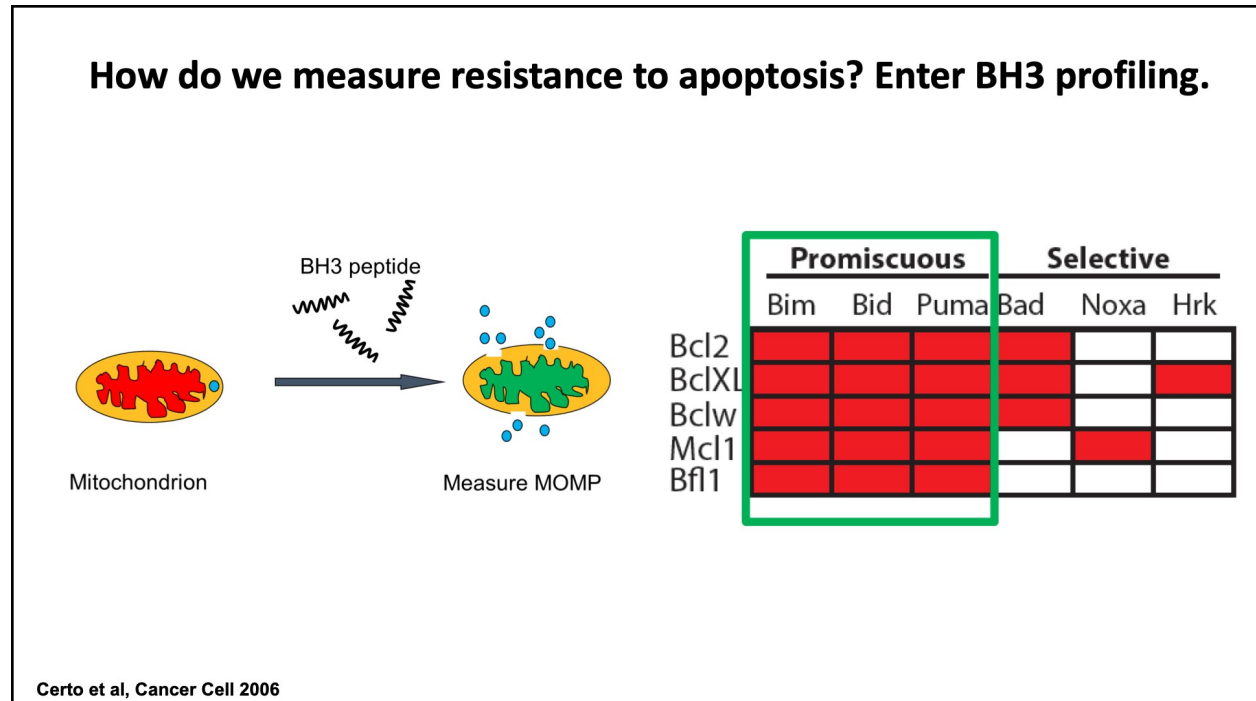 How do we measure resistance to apoptosis? Enter BH3 profiling.
BH3 peptide
Mitochondrion
Measure MOMP
Promiscuous Selective
Bim Bid Puma Bad Noxa Hrk
Bcl2
BclXL
Bclw
Mcl1
Bfl1
Certo et al, Cancer Cell 2006